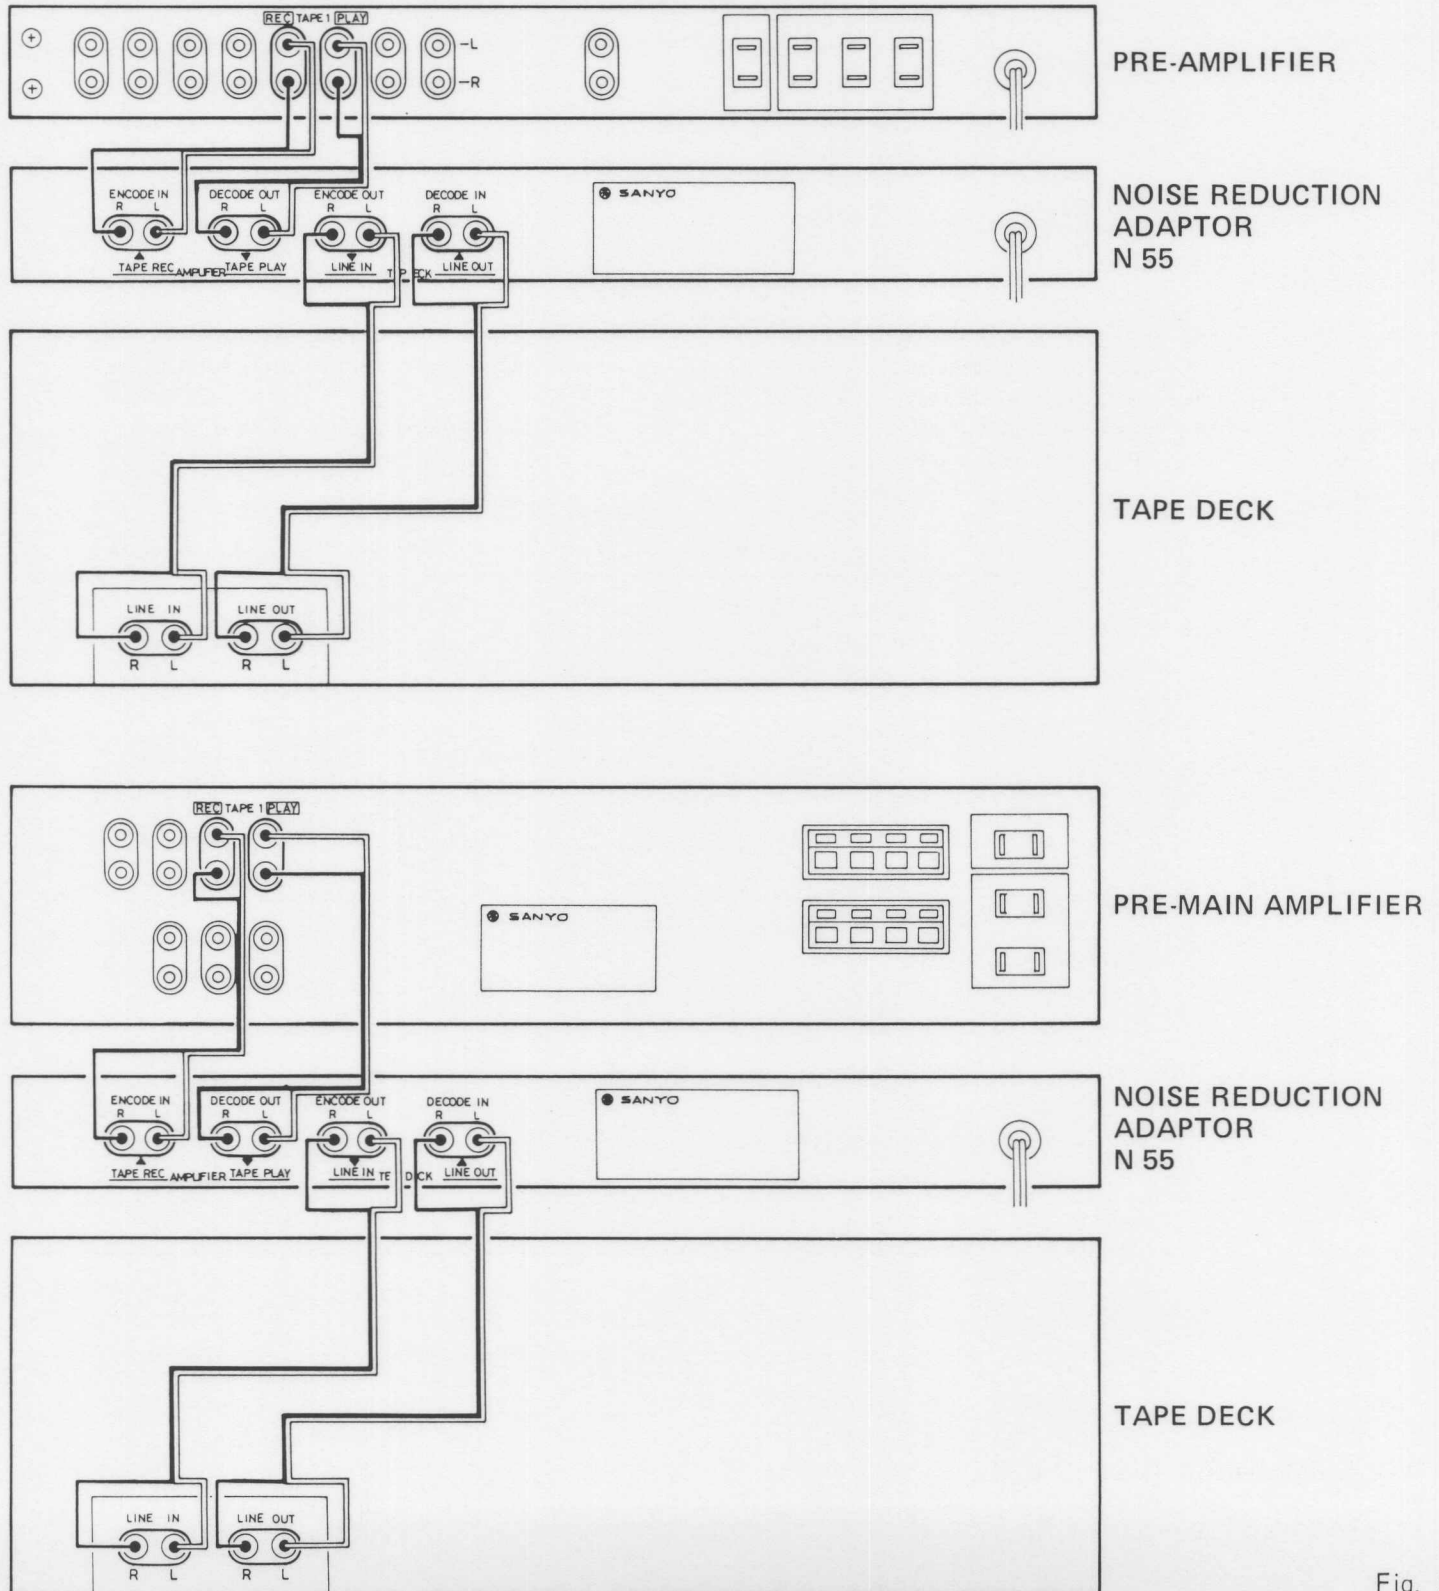 REC TAPE 1 PLAY
-L
-R
PRE-AMPLIFIER
ENCODE IN
R L
DECODE OUT
R L
ENCODE OUT
R L
DECODE IN
R L
SANYO
TAPE REC AMPLIFIER TAPE PLAY
LINE IN
LINE OUT
NOISE REDUCTION
ADAPTOR
N 55
TAPE DECK
LINE IN
R L
LINE OUT
R L
REC TAPE 1 PLAY
SANYO
PRE-MAIN AMPLIFIER
ENCODE IN
R L
DECODE OUT
R L
ENCODE OUT
R L
DECODE IN
R L
SANYO
TAPE REC AMPLIFIER TAPE PLAY
LINE IN
LINE OUT
NOISE REDUCTION
ADAPTOR
N 55
TAPE DECK
LINE IN
R L
LINE OUT
R L
Fig.